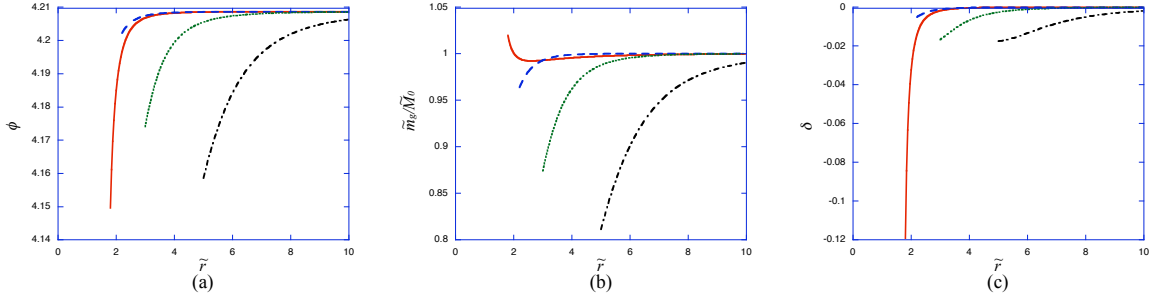 4.21
4.2
4.19
4.18
4.17
4.16
4.15
4.14
ϕ
0 2 4 6 8 10
r̃
(a)
1.05
1
0.95
0.9
0.85
0.8
m̃g/M̃0
0 2 4 6 8 10
r̃
(b)
0
-0.02
-0.04
-0.06
-0.08
-0.1
-0.12
δ
0 2 4 6 8 10
r̃
(c)